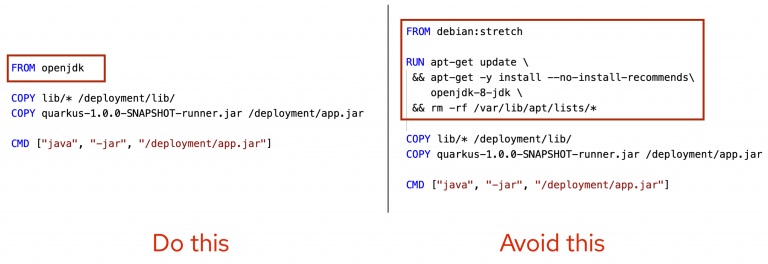 FROM openjdk
COPY lib/* /deployment/lib/
COPY quarkus-1.0.0-SNAPSHOT-runner.jar /deployment/app.jar
CMD ["java", "-jar", "/deployment/app.jar"]
Do this
FROM debian:stretch
RUN apt-get update \
&& apt-get -y install --no-install-recommends\
openjdk-8-jdk \
&& rm -rf /var/lib/apt/lists/*
COPY lib/* /deployment/lib/
COPY quarkus-1.0.0-SNAPSHOT-runner.jar /deployment/app.jar
CMD ["java", "-jar", "/deployment/app.jar"]
Avoid this